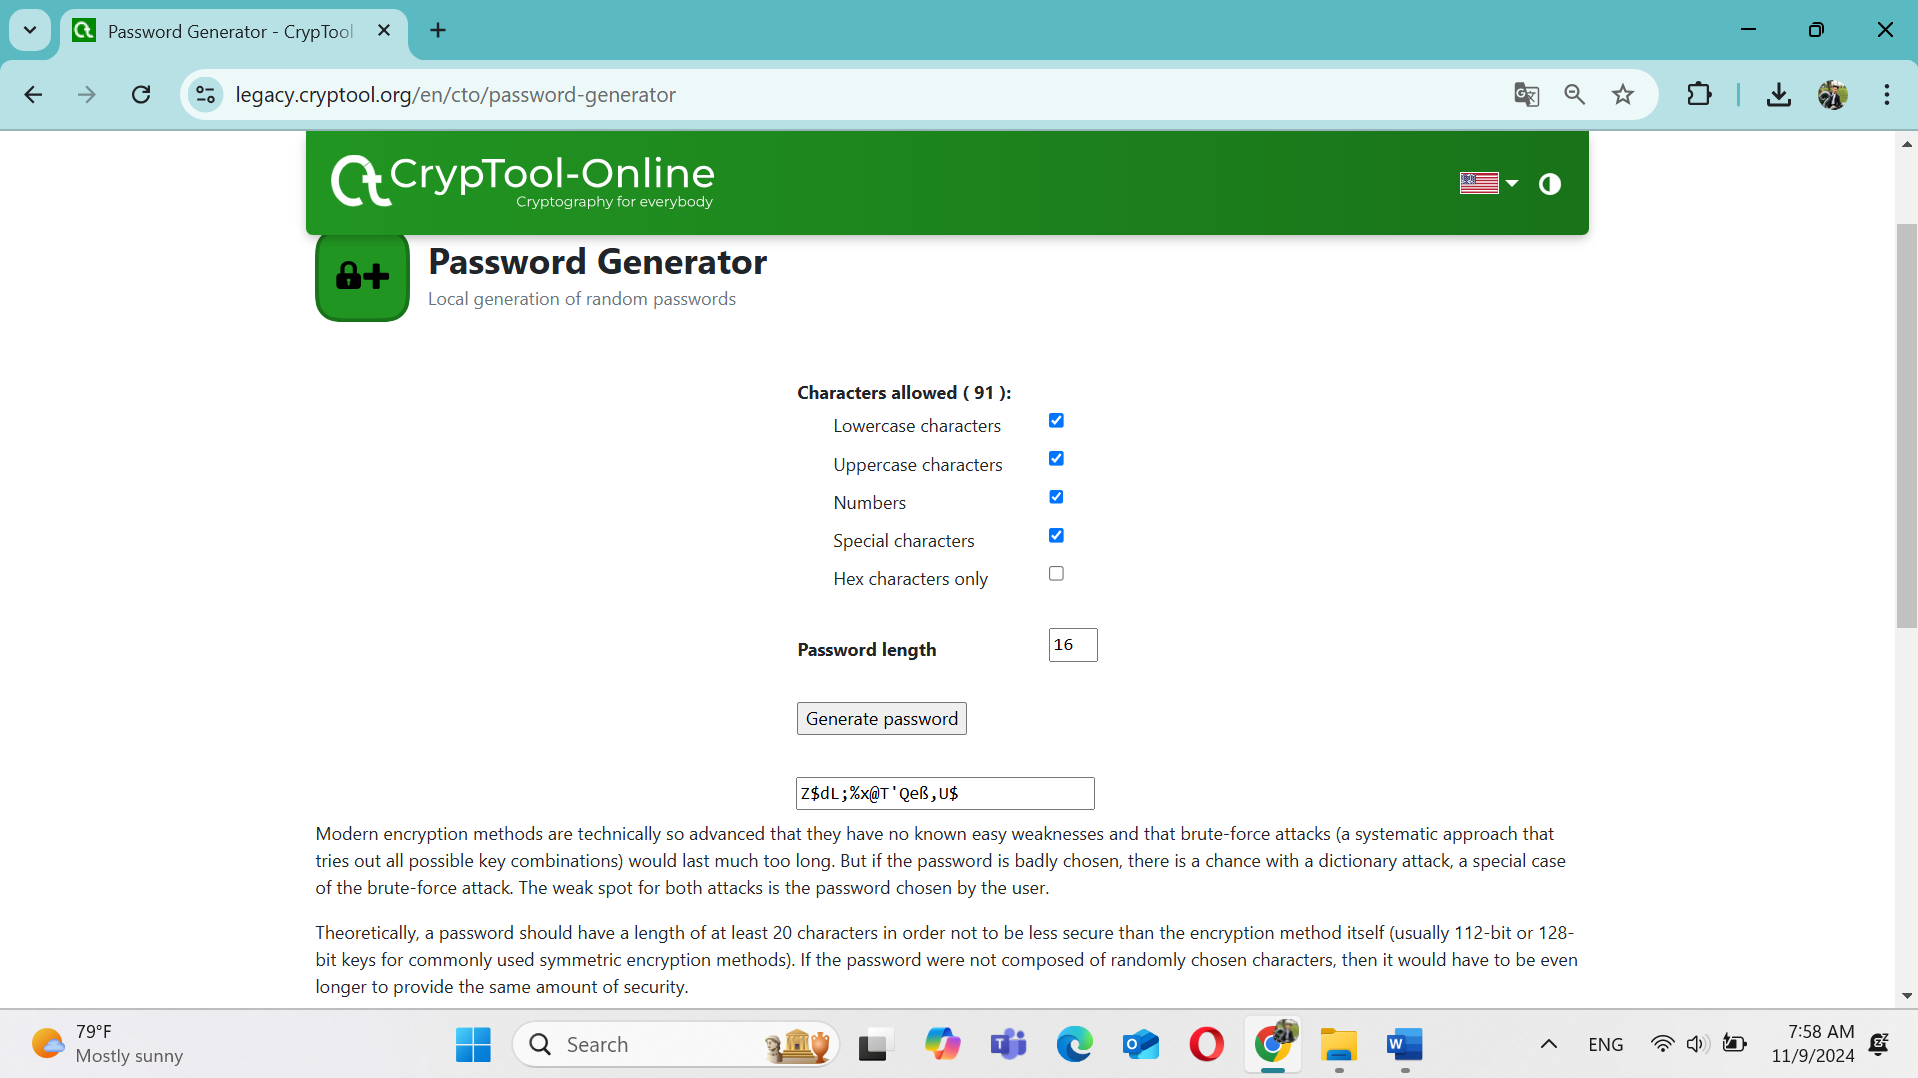 Password Generator - CrypTool
legacy.cryptool.org/en/cto/password-generator
CrypTool-Online
Cryptography for everybody
Password Generator
Local generation of random passwords
Characters allowed ( 91 ):
Lowercase characters
Uppercase characters
Numbers
Special characters
Hex characters only
Password length 16
Generate password
Z$dL;%x@T'Qeß,U$
Modern encryption methods are technically so advanced that they have no known easy weaknesses and that brute-force attacks (a systematic approach that
tries out all possible key combinations) would last much too long. But if the password is badly chosen, there is a chance with a dictionary attack, a special case
of the brute-force attack. The weak spot for both attacks is the password chosen by the user.
Theoretically, a password should have a length of at least 20 characters in order not to be less secure than the encryption method itself (usually 112-bit or 128-
bit keys for commonly used symmetric encryption methods). If the password were not composed of randomly chosen characters, then it would have to be even
longer to provide the same amount of security.
79°F
Mostly sunny
Search
ENG
7:58 AM
11/9/2024